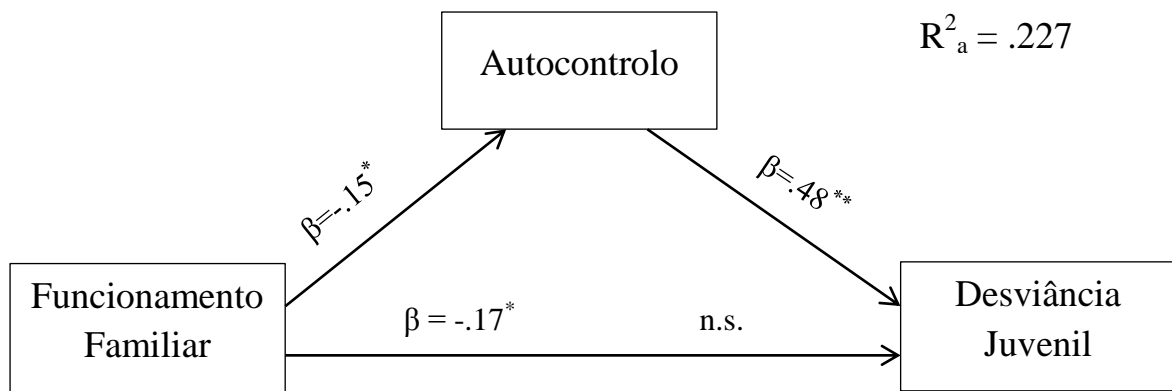 R²ₐ = .227
Autocontrolo
β=-.15*
β=.48**
Funcionamento
Familiar
β = -.17*
n.s.
Desviância
Juvenil